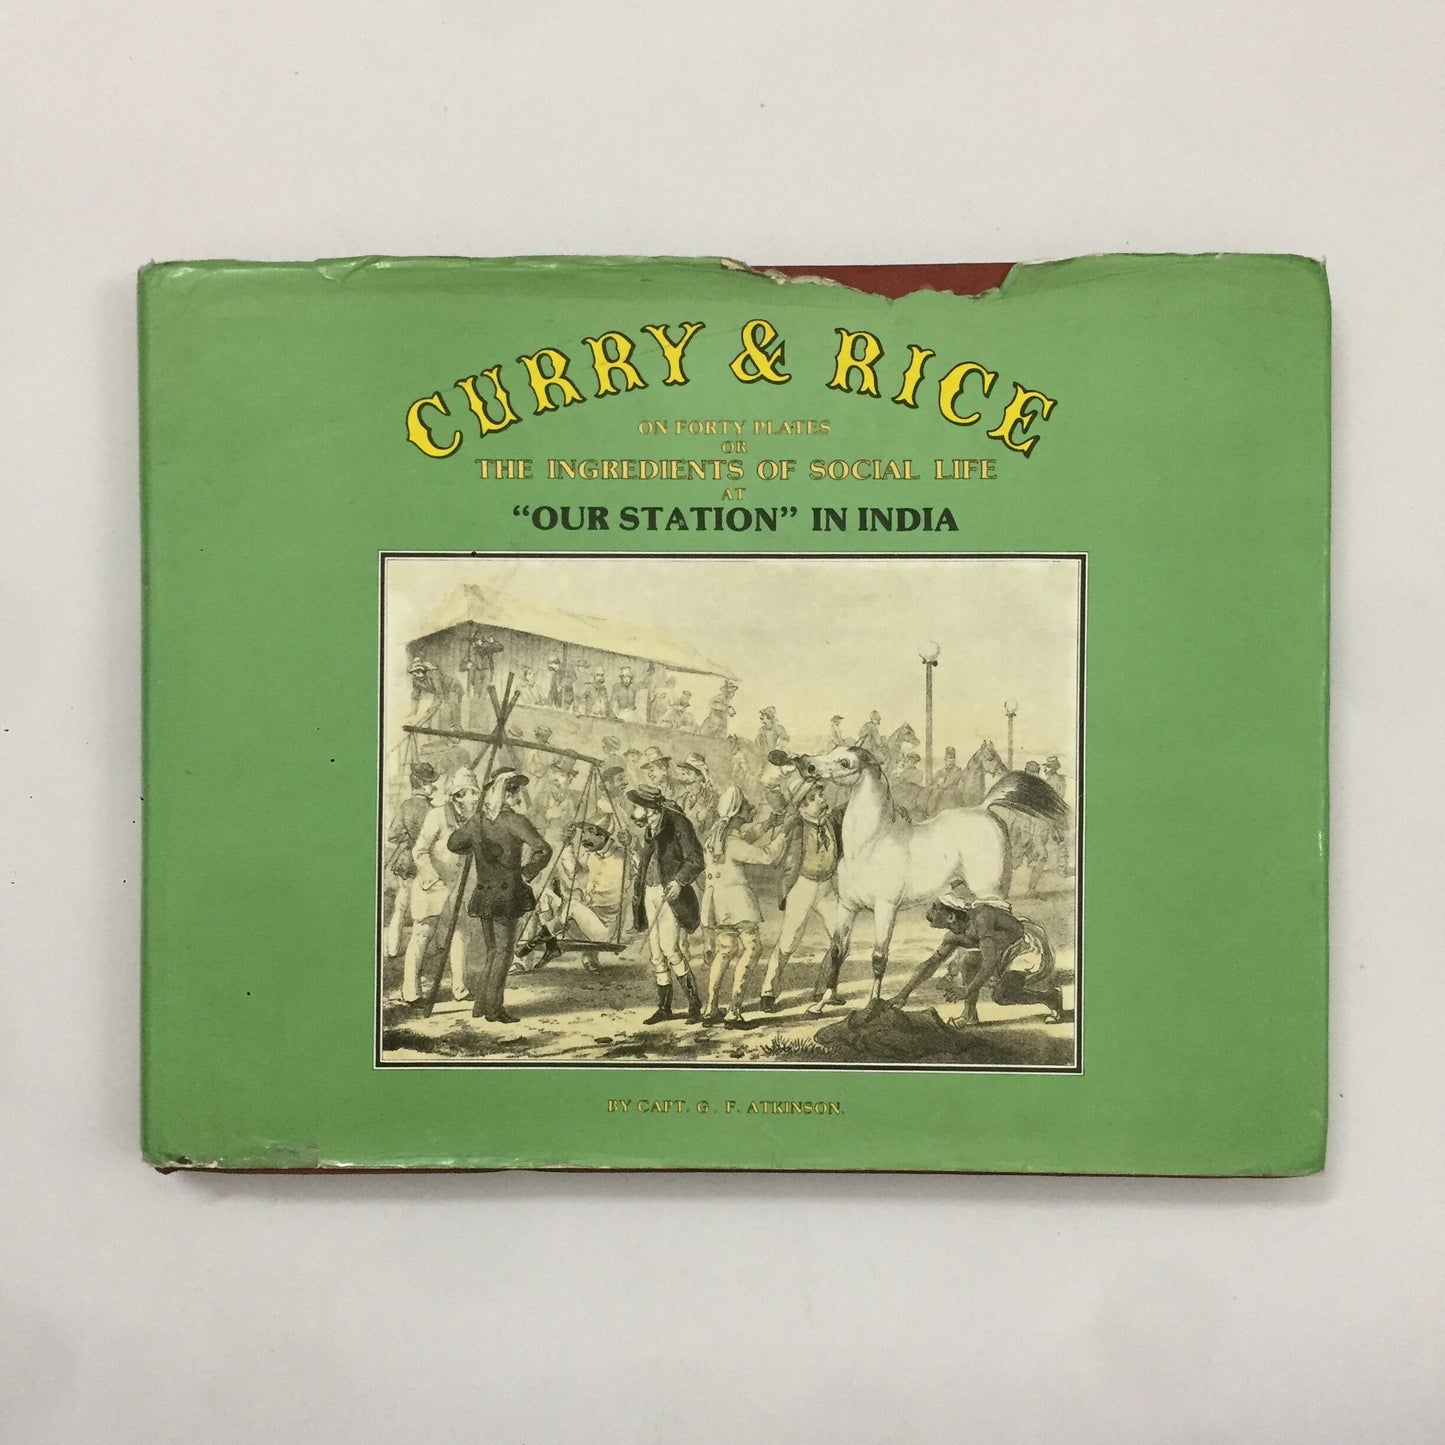 CURRY & RICE
ON FORTY PLATES
OR
THE INGREDIENTS OF SOCIAL LIFE
AT
“OUR STATION” IN INDIA
BY CAPT. G. F. ATKINSON.